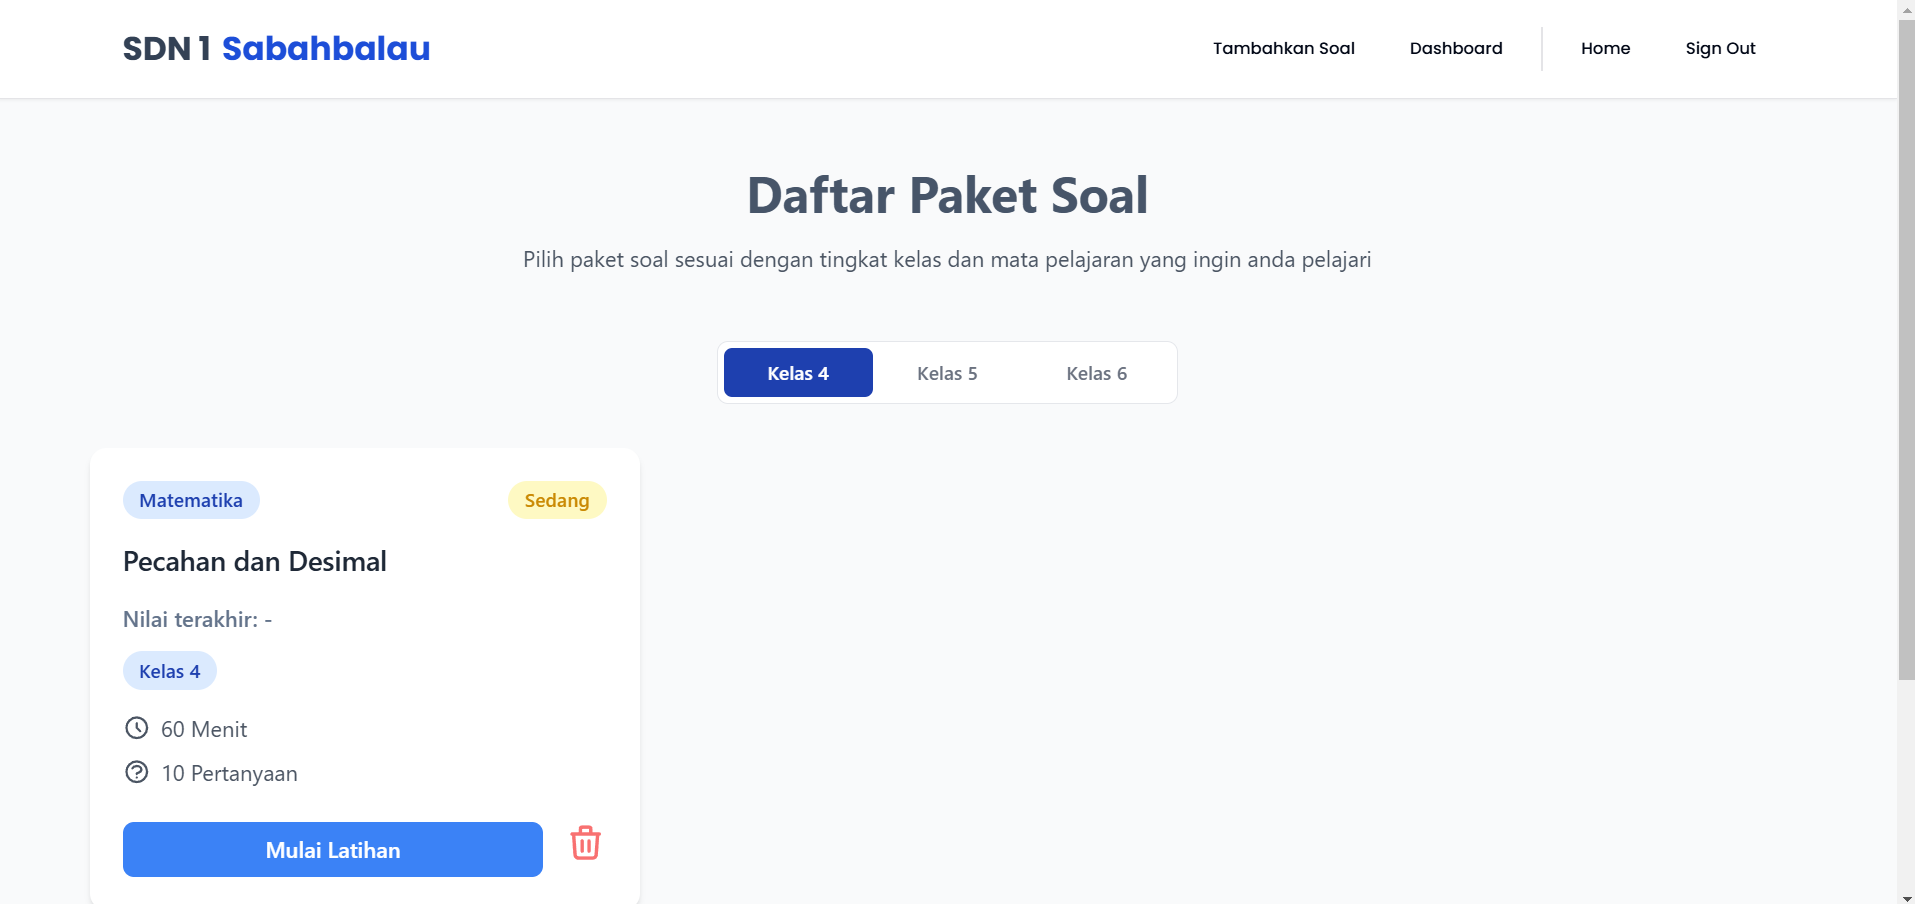 SDN 1 Sabahbalau
Tambahkan Soal
Dashboard
Home
Sign Out
Daftar Paket Soal
Pilih paket soal sesuai dengan tingkat kelas dan mata pelajaran yang ingin anda pelajari
Kelas 4
Kelas 5
Kelas 6
Matematika
Sedang
Pecahan dan Desimal
Nilai terakhir: -
Kelas 4
60 Menit
10 Pertanyaan
Mulai Latihan